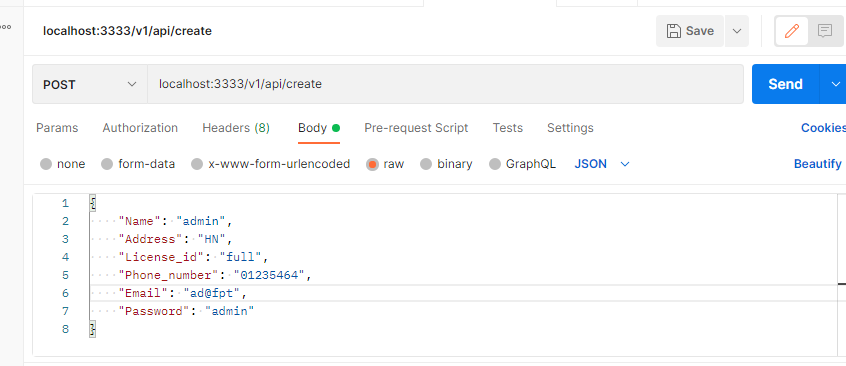 localhost:3333/v1/api/create
Save
POST
localhost:3333/v1/api/create
Send
Params Authorization Headers (8) Body Pre-request Script Tests Settings Cookies
none form-data x-www-form-urlencoded raw binary GraphQL JSON Beautify
1 {
2 "Name": "admin",
3 "Address": "HN",
4 "License_id": "full",
5 "Phone_number": "01235464",
6 "Email": "ad@fpt",
7 "Password": "admin"
8 }